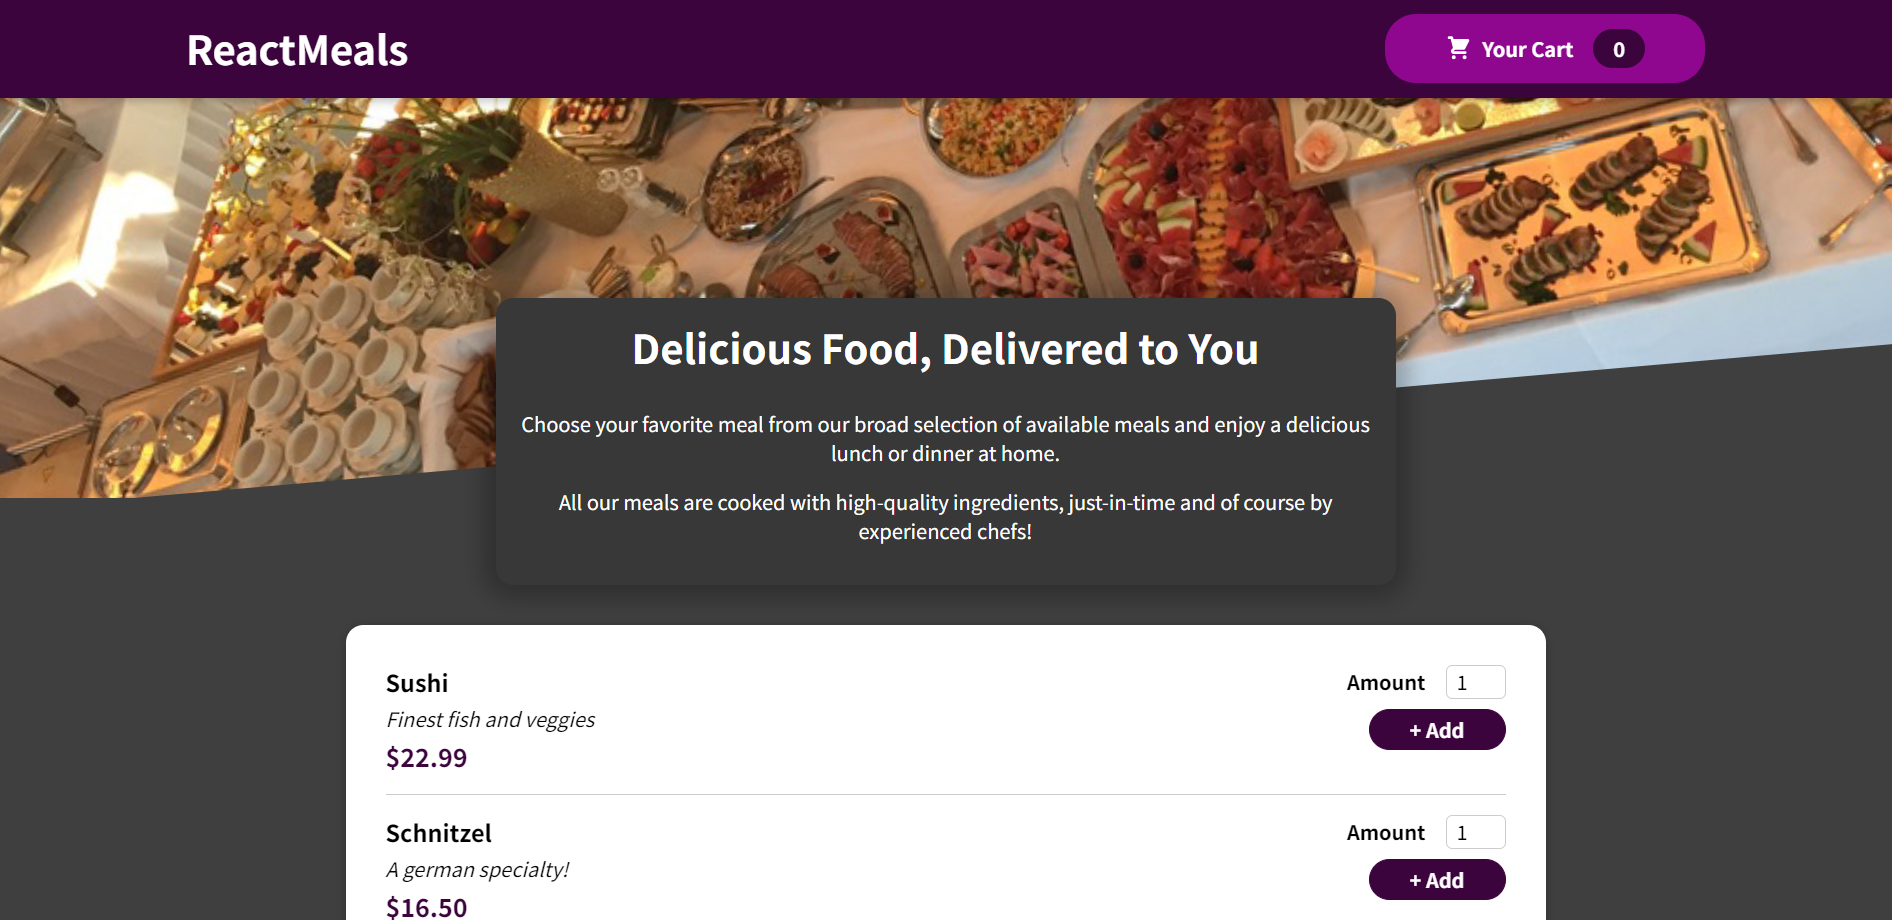 ReactMeals
Your Cart 0
Delicious Food, Delivered to You
Choose your favorite meal from our broad selection of available meals and enjoy a delicious
lunch or dinner at home.
All our meals are cooked with high-quality ingredients, just-in-time and of course by
experienced chefs!
Sushi
Finest fish and veggies
$22.99
Amount 1
+ Add
Schnitzel
A german specialty!
$16.50
Amount 1
+ Add